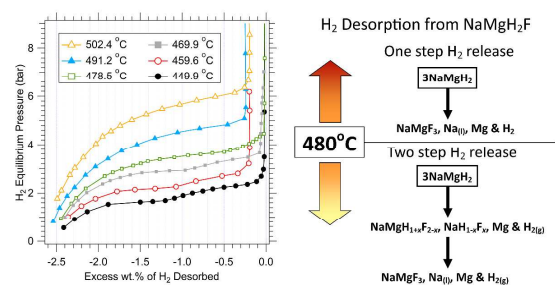 H₂ Equilibrium Pressure (bar)
8
6
4
2
0
502.4 °C
491.2 °C
478.5 °C
469.9 °C
459.6 °C
449.9 °C
-2.5
-2.0
-1.5
-1.0
-0.5
0.0
Excess wt.% of H₂ Desorbed
H₂ Desorption from NaMgH₂F
One step H₂ release
3NaMgH₂
NaMgF₃, Na₍ₗ₎, Mg & H₂
480°C
Two step H₂ release
3NaMgH₂
NaMgH₁₊ₓF₂₋ₓ, NaH₁₋ₓFₓ, Mg & H₂₍g₎
NaMgF₃, Na₍ₗ₎, Mg & H₂₍g₎